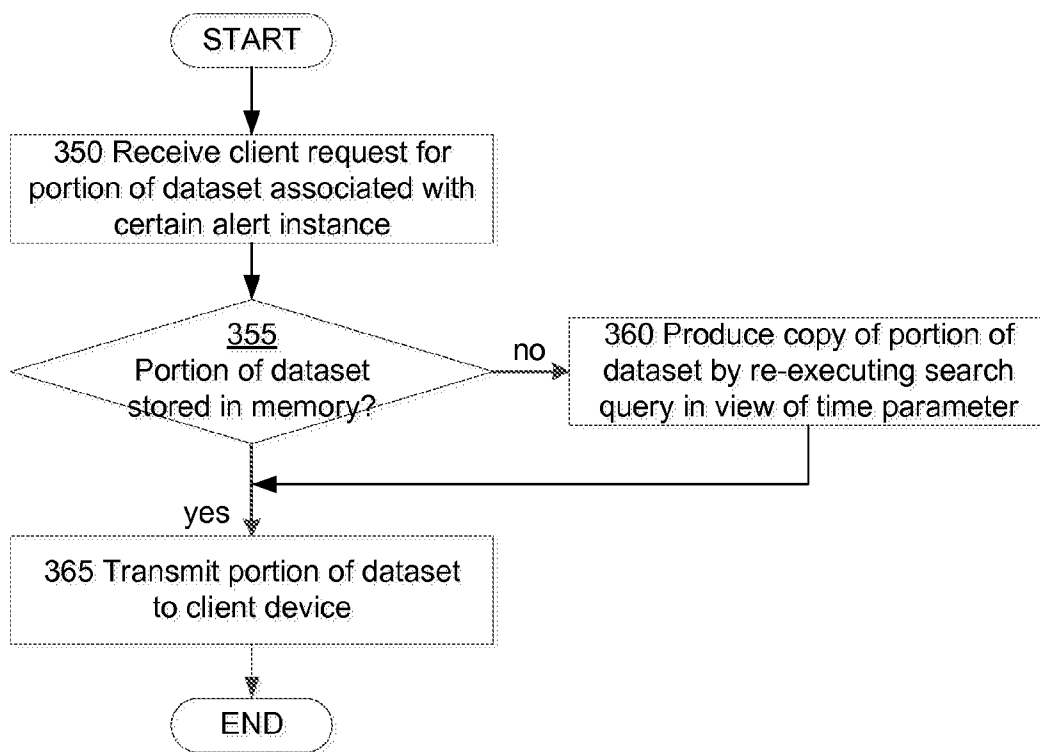 START
350 Receive client request for
portion of dataset associated with
certain alert instance
355
Portion of dataset
stored in memory?
no
360 Produce copy of portion of
dataset by re-executing search
query in view of time parameter
yes
365 Transmit portion of dataset
to client device
END